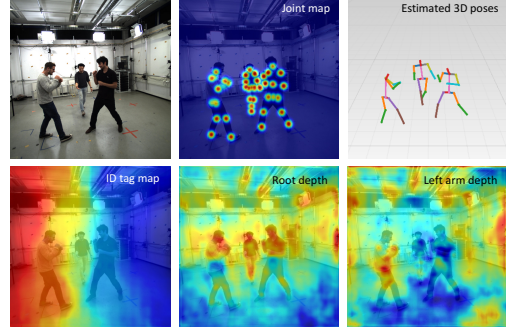 Joint map
Estimated 3D poses
ID tag map
Root depth
Left arm depth